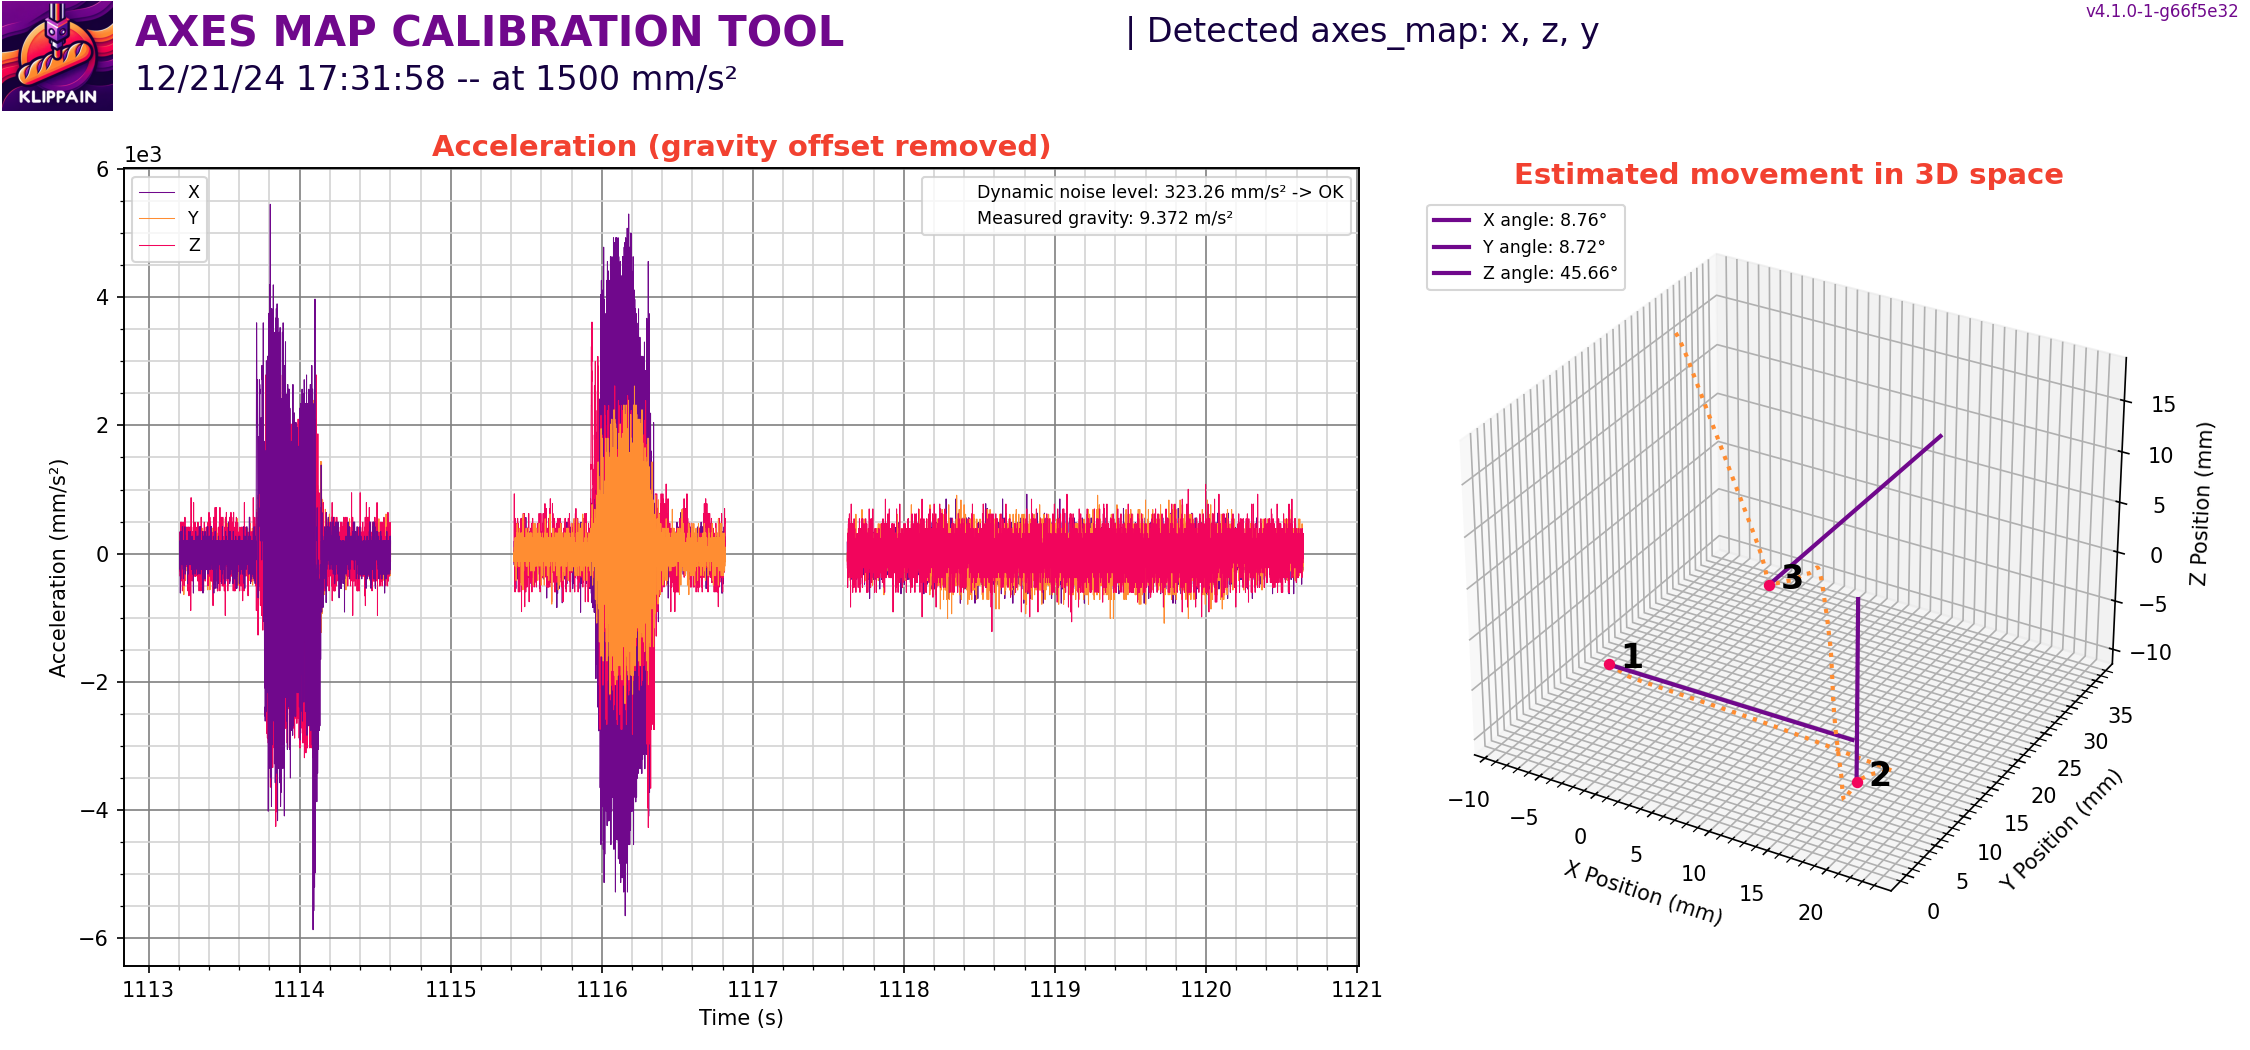 AXES MAP CALIBRATION TOOL
| Detected axes_map: x, z, y
v4.1.0-1-g66f5e32
12/21/24 17:31:58 -- at 1500 mm/s²
KLIPPAIN
Acceleration (gravity offset removed)
1e3
X
Y
Z
Dynamic noise level: 323.26 mm/s² -> OK
Measured gravity: 9.372 m/s²
6
4
2
0
−2
−4
−6
Acceleration (mm/s²)
1113
1114
1115
1116
1117
1118
1119
1120
1121
Time (s)
Estimated movement in 3D space
X angle: 8.76°
Y angle: 8.72°
Z angle: 45.66°
1
2
3
−10
−5
0
5
10
15
20
X Position (mm)
0
5
10
15
20
25
30
35
Y Position (mm)
15
10
5
0
−5
−10
Z Position (mm)